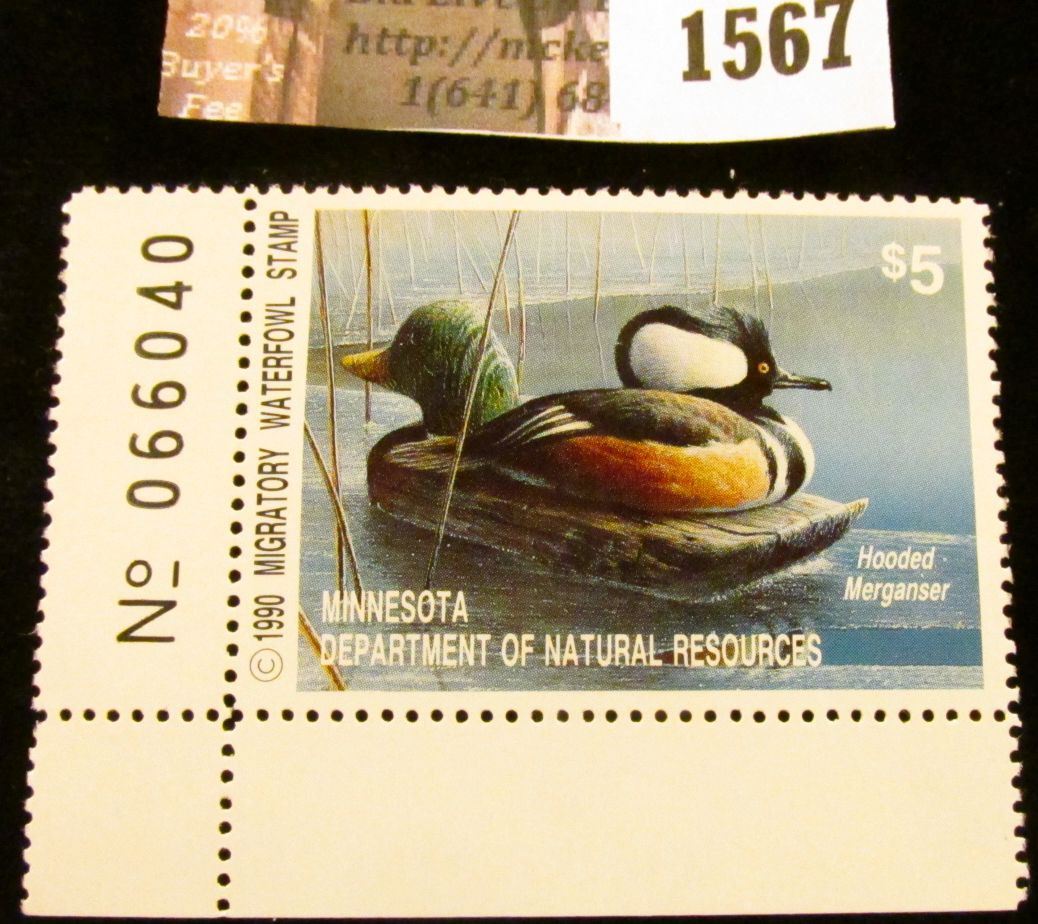 20%
Buyer's
Fee
http://
1(641) 68
1567
Nº 066040
© 1990 MIGRATORY WATERFOWL STAMP
$5
Hooded
Merganser
MINNESOTA
DEPARTMENT OF NATURAL RESOURCES